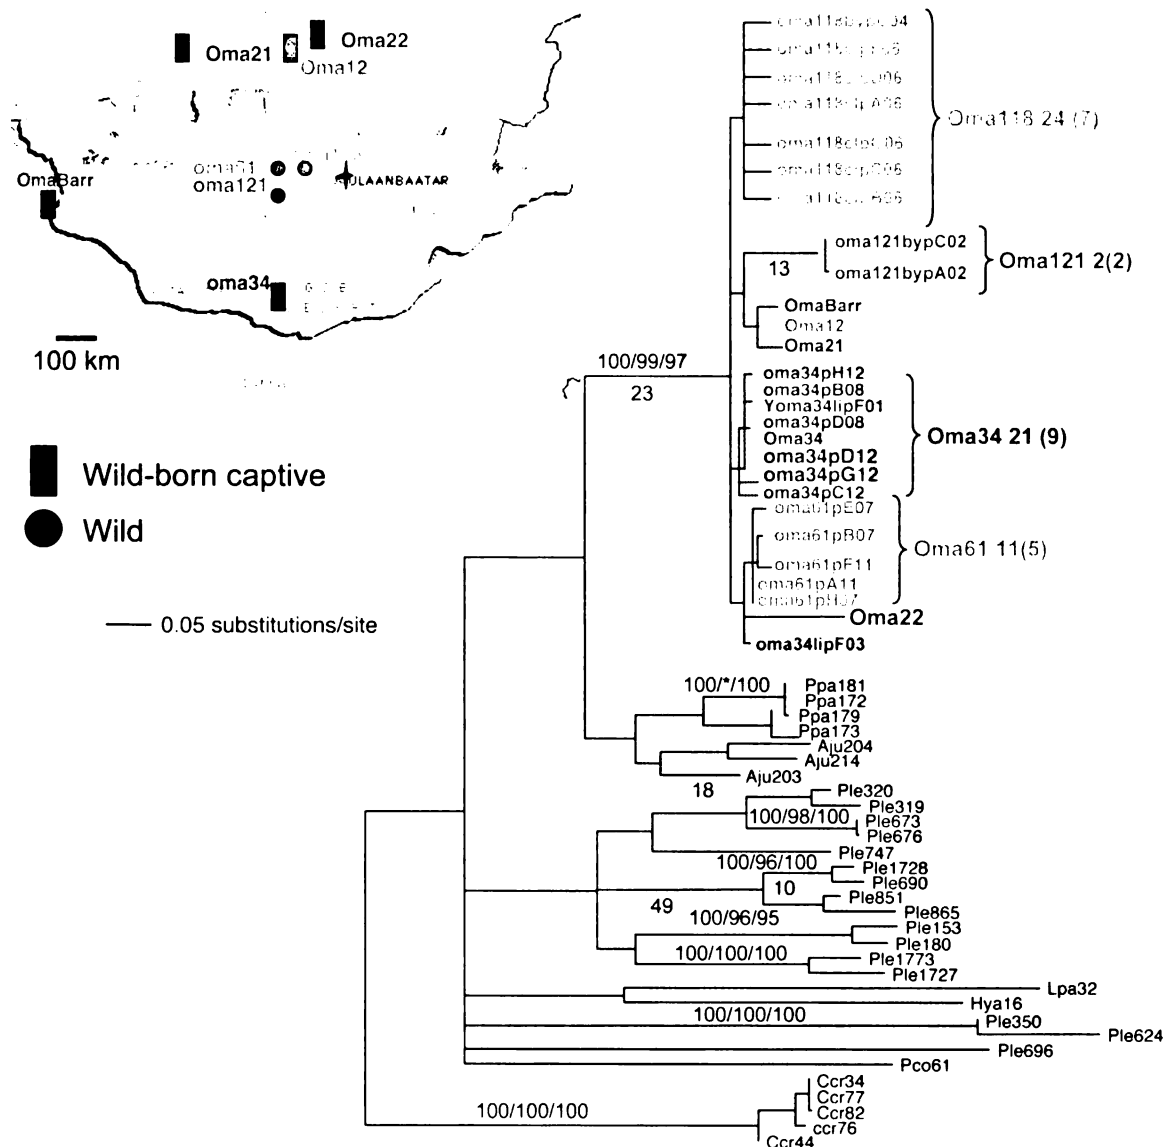 Oma21
Oma12
Oma22
OmaBarr
oma61
oma121
ULAANBAATAR
oma34
100 km
Wild-born captive
Wild
0.05 substitutions/site
Oma118 24 (7)
oma121bypC02
oma121bypA02
Oma121 2(2)
13
OmaBarr
Oma12
Oma21
100/99/97
23
oma34pH12
oma34pB08
Yoma34lipF01
oma34pD08
Oma34
oma34pD12
oma34pG12
oma34pC12
Oma34 21 (9)
oma61pE07
oma61pB07
oma61pF11
oma61pA11
oma61pH07
Oma61 11(5)
Oma22
oma34lipF03
100/*/100
Ppa181
Ppa172
Ppa179
Ppa173
Aju204
Aju214
Aju203
18
Ple320
Ple319
100/98/100
Ple673
Ple676
Ple747
100/96/100
Ple1728
Ple690
10
Ple851
Ple865
49
100/96/95
Ple153
Ple180
100/100/100
Ple1773
Ple1727
Lpa32
Hya16
100/100/100
Ple350
Ple624
Ple696
Pco61
Ccr34
Ccr77
Ccr82
ccr76
Ccr44
100/100/100